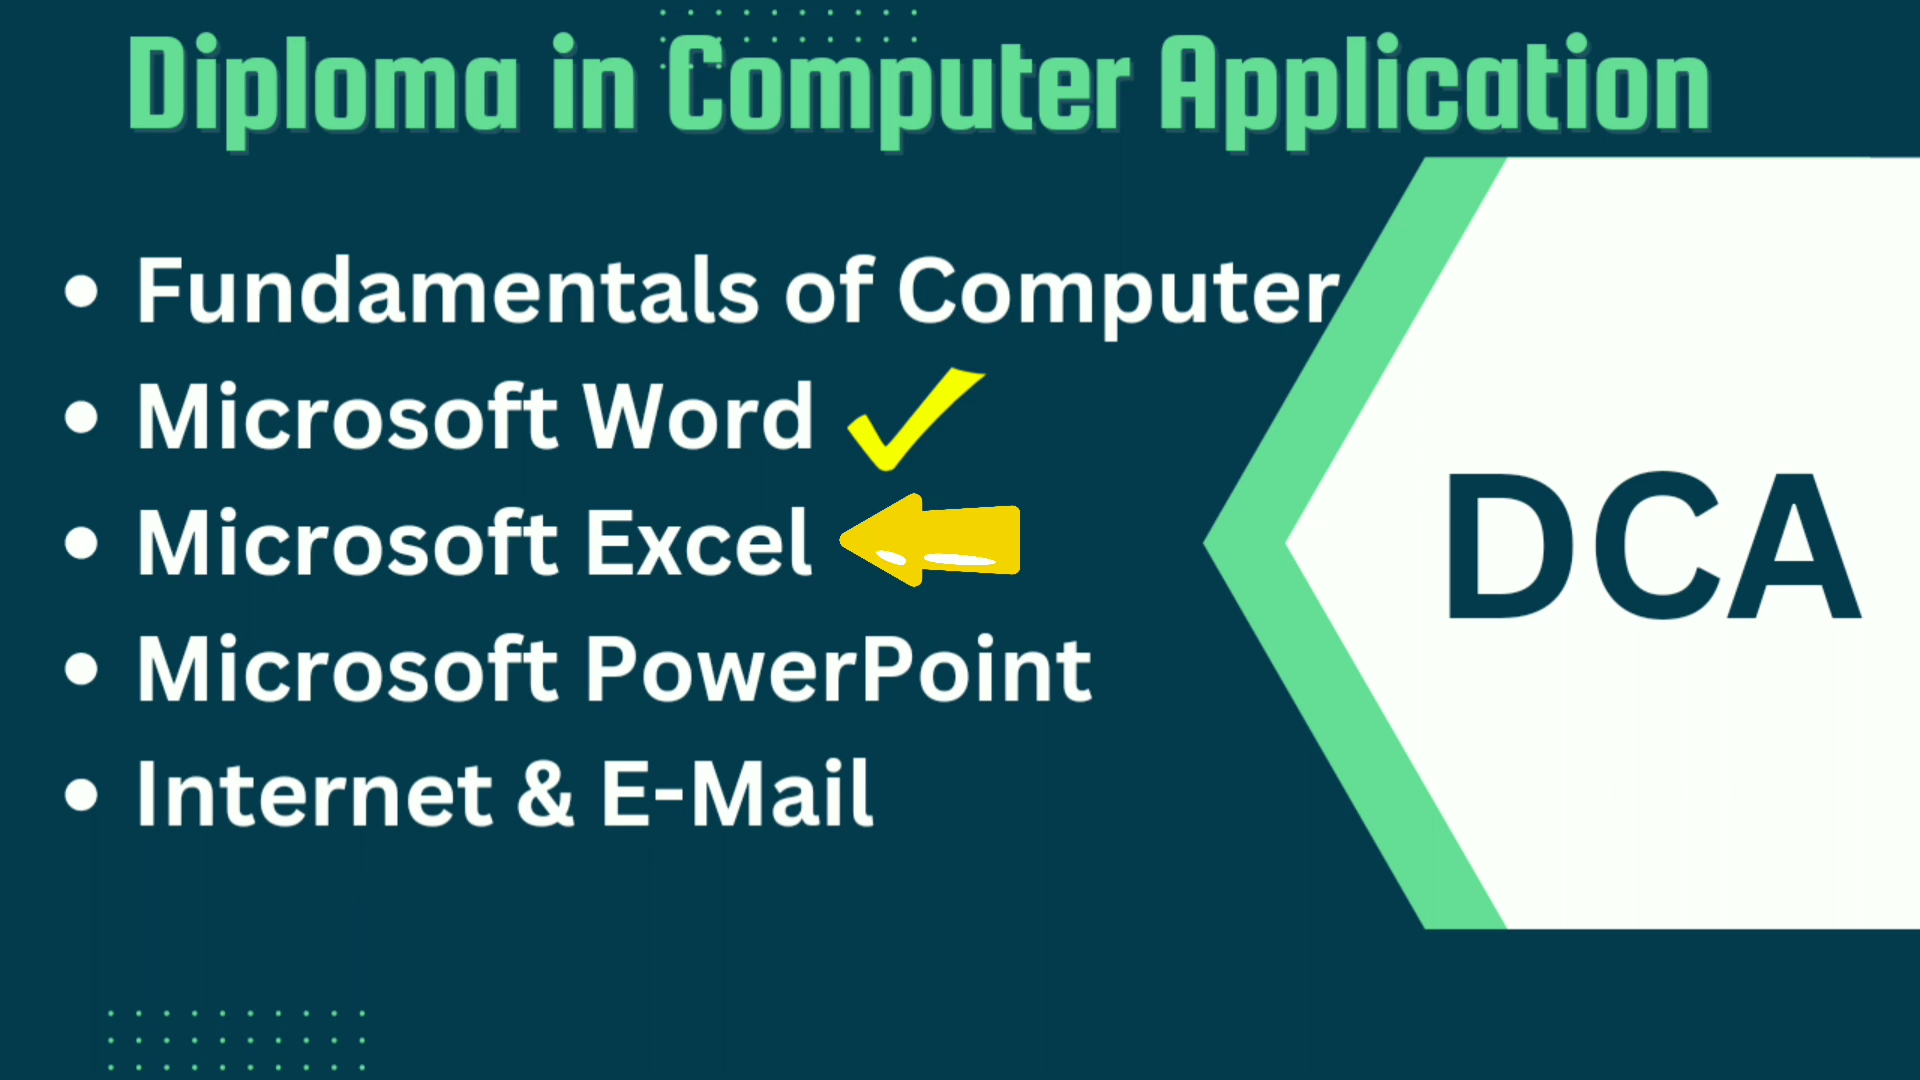 Diploma in Computer Application
• Fundamentals of Computer
• Microsoft Word
• Microsoft Excel
• Microsoft PowerPoint
• Internet & E-Mail
DCA